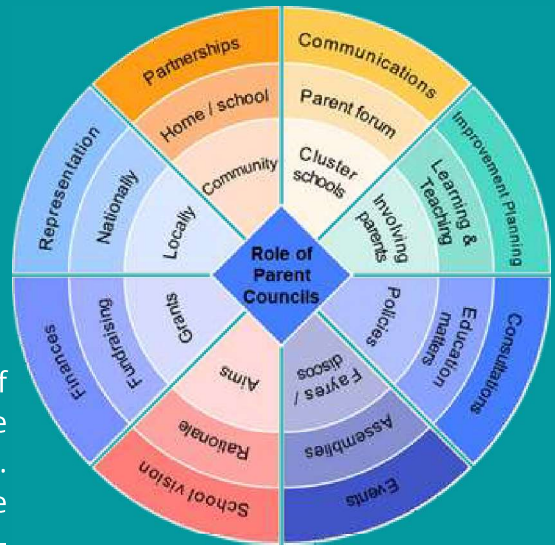 Partnerships
Home / school
Community
Communications
Parent forum
Cluster
schools
Improvement Planning
Learning &
Teaching
Involving
parents
Consultations
Education
matters
Policies
Events
Assemblies
Fayres /
discos
School vision
Rationale
Aims
Finances
Fundraising
Grants
Representation
Nationally
Locally
Role of
Parent
Councils